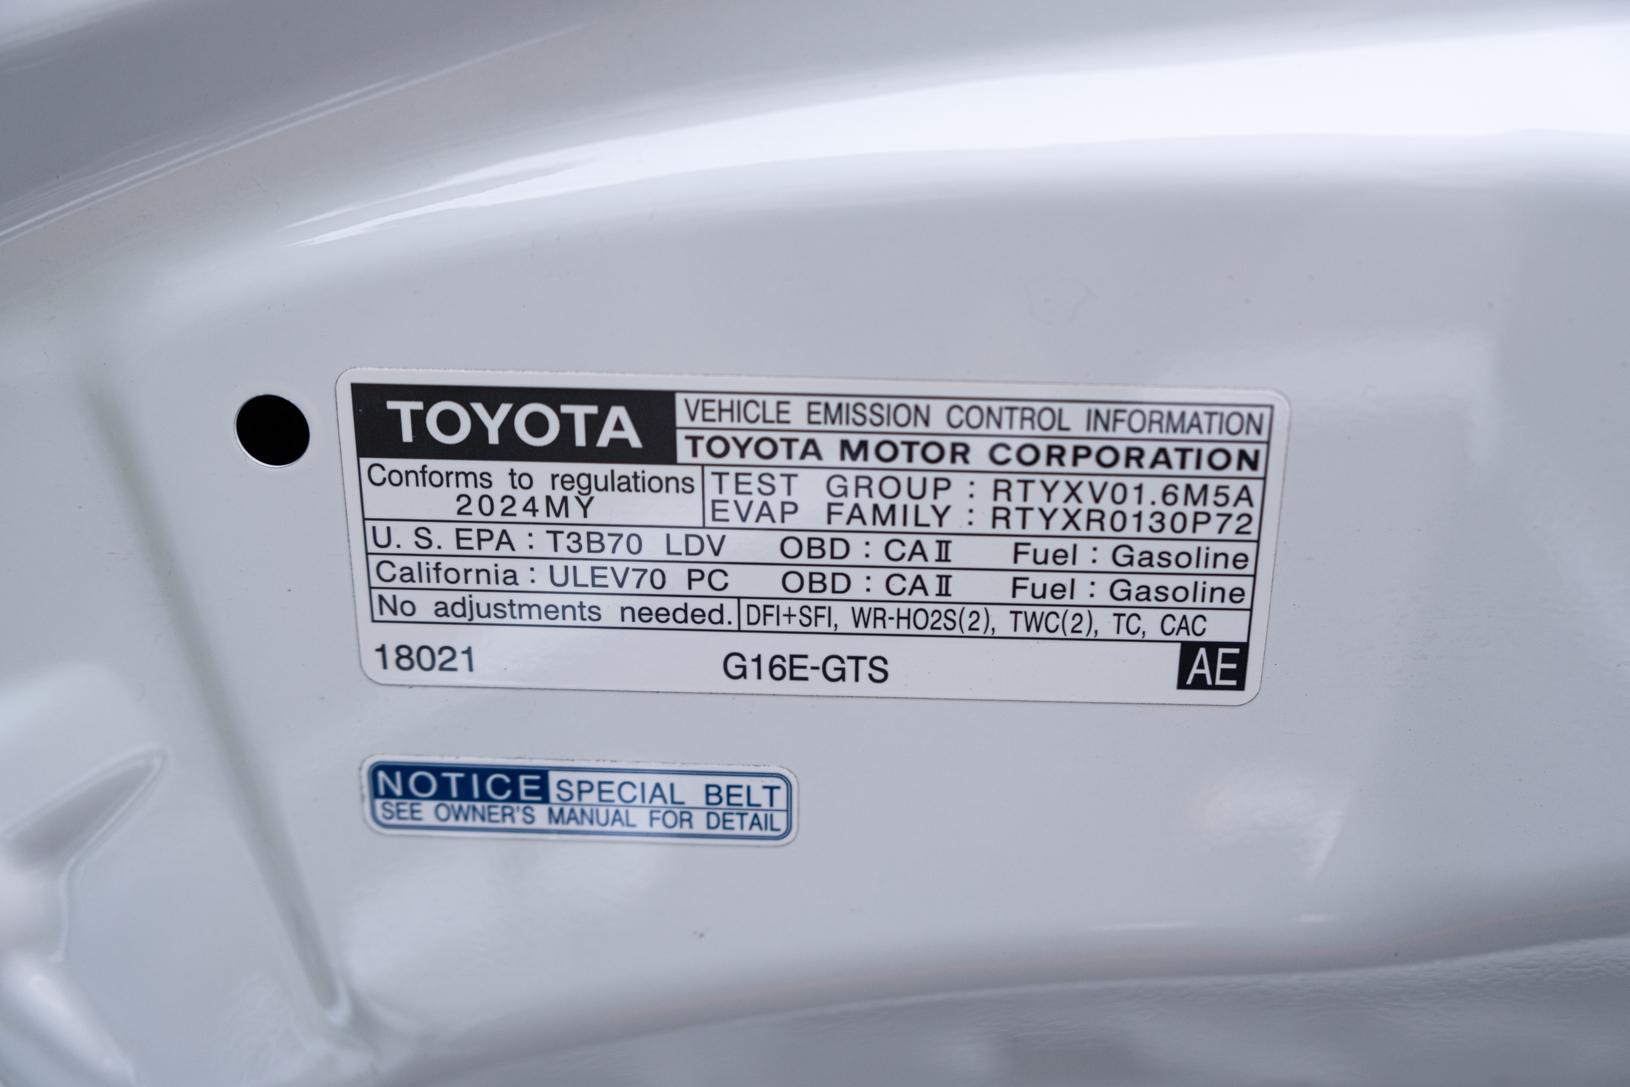 TOYOTA
VEHICLE EMISSION CONTROL INFORMATION
TOYOTA MOTOR CORPORATION
Conforms to regulations
2024MY
TEST GROUP : RTYXV01.6M5A
EVAP FAMILY : RTYXR0130P72
U. S. EPA : T3B70 LDV OBD : CAⅡ Fuel : Gasoline
California : ULEV70 PC OBD : CAⅡ Fuel : Gasoline
No adjustments needed. DFI+SFI, WR-HO2S(2), TWC(2), TC, CAC
18021 G16E-GTS AE
NOTICE SPECIAL BELT
SEE OWNER'S MANUAL FOR DETAIL